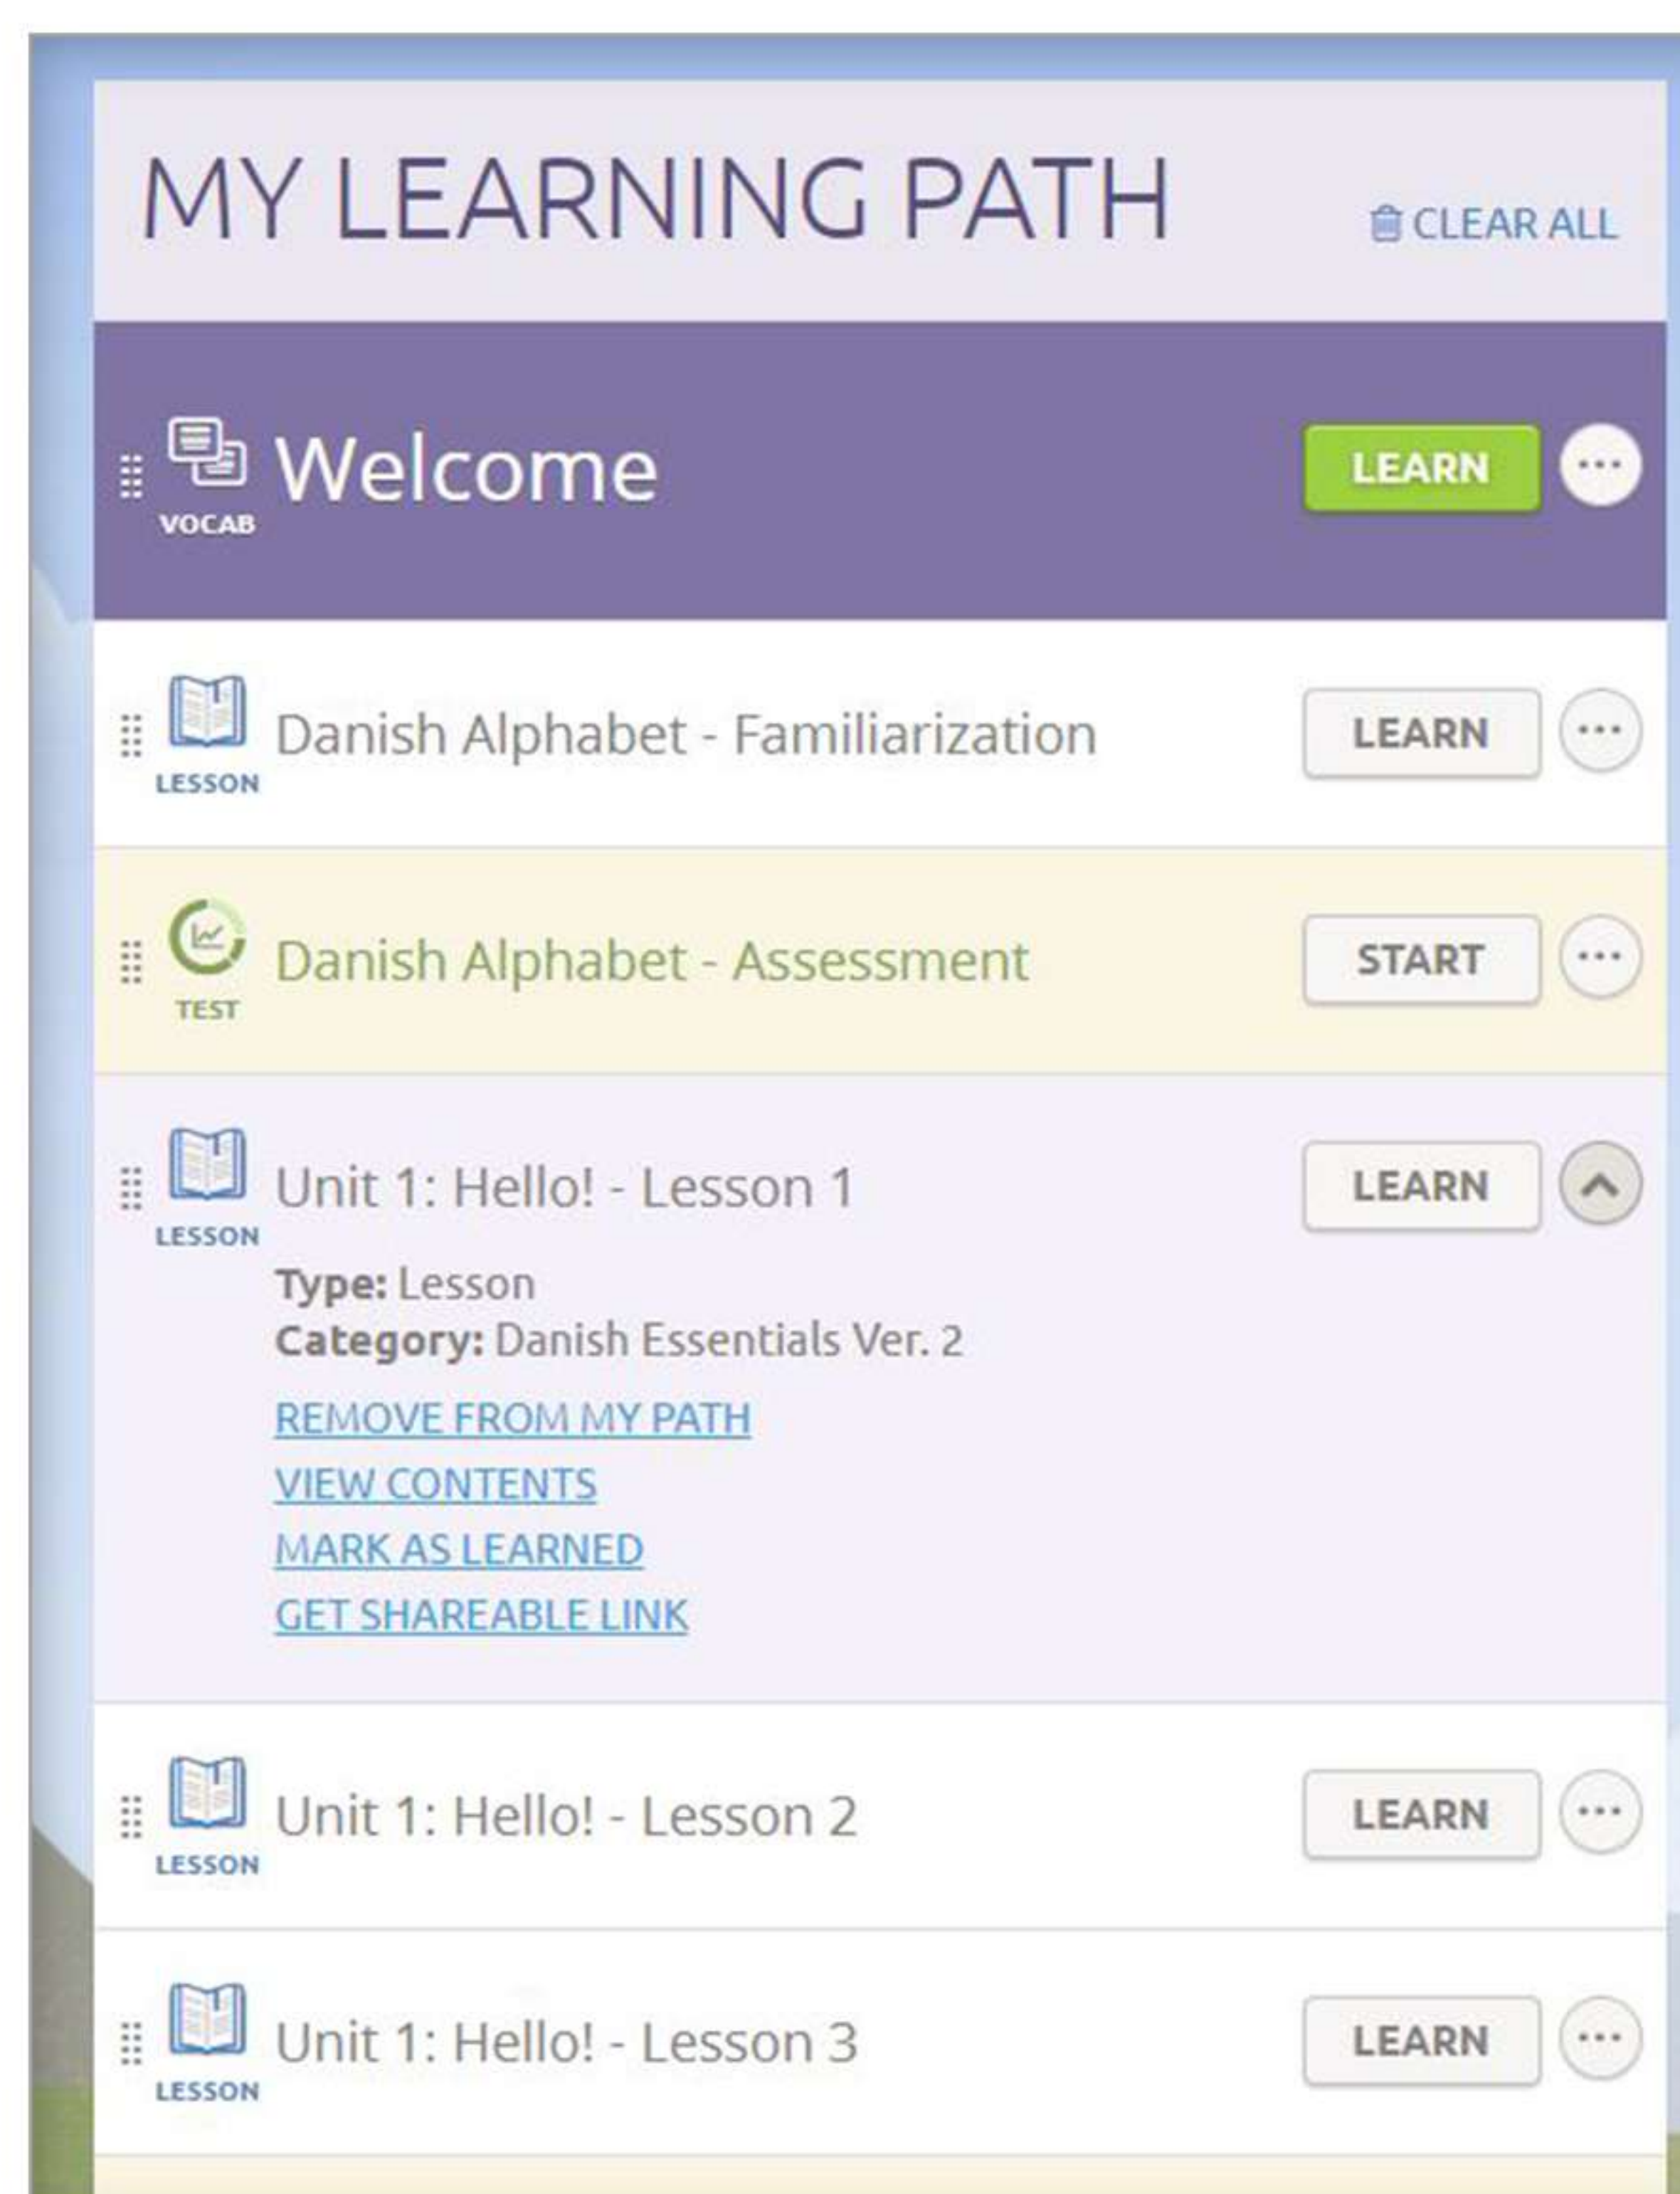 MY LEARNING PATH
CLEAR ALL
Welcome
VOCAB
LEARN
Danish Alphabet - Familiarization
LESSON
LEARN
Danish Alphabet - Assessment
TEST
START
Unit 1: Hello! - Lesson 1
LESSON
LEARN
Type: Lesson
Category: Danish Essentials Ver. 2
REMOVE FROM MY PATH
VIEW CONTENTS
MARK AS LEARNED
GET SHAREABLE LINK
Unit 1: Hello! - Lesson 2
LESSON
LEARN
Unit 1: Hello! - Lesson 3
LESSON
LEARN